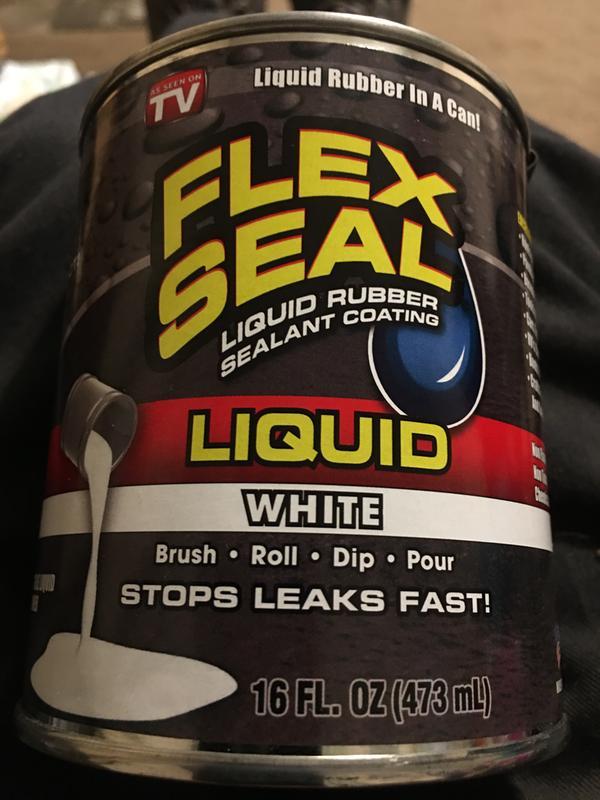 AS SEEN ON
TV
Liquid Rubber In A Can!
FLEX
SEAL
LIQUID RUBBER
SEALANT COATING
LIQUID
WHITE
Brush • Roll • Dip • Pour
STOPS LEAKS FAST!
16 FL. OZ (473 mL)